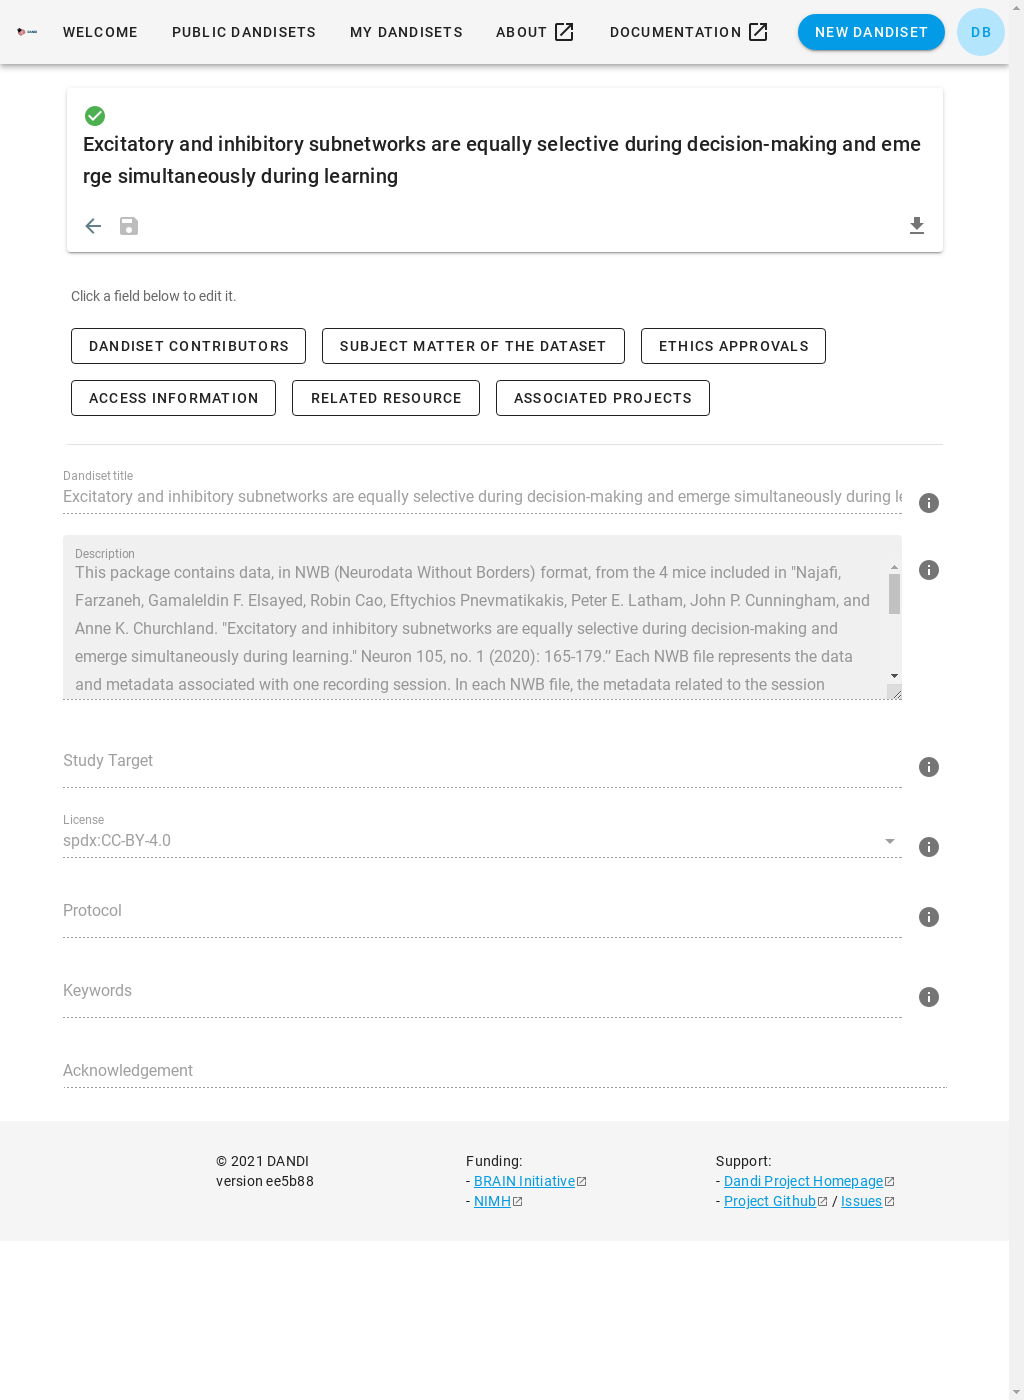 WELCOME PUBLIC DANDISETS MY DANDISETS ABOUT DOCUMENTATION NEW DANDISET DB
Excitatory and inhibitory subnetworks are equally selective during decision-making and eme
rge simultaneously during learning
Click a field below to edit it.
DANDISET CONTRIBUTORS SUBJECT MATTER OF THE DATASET ETHICS APPROVALS
ACCESS INFORMATION RELATED RESOURCE ASSOCIATED PROJECTS
Dandiset title
Excitatory and inhibitory subnetworks are equally selective during decision-making and emerge simultaneously during le
Description
This package contains data, in NWB (Neurodata Without Borders) format, from the 4 mice included in "Najafi,
Farzaneh, Gamaleldin F. Elsayed, Robin Cao, Eftychios Pnevmatikakis, Peter E. Latham, John P. Cunningham, and
Anne K. Churchland. "Excitatory and inhibitory subnetworks are equally selective during decision-making and
emerge simultaneously during learning." Neuron 105, no. 1 (2020): 165-179.” Each NWB file represents the data
and metadata associated with one recording session. In each NWB file, the metadata related to the session
Study Target
License
spdx:CC-BY-4.0
Protocol
Keywords
Acknowledgement
© 2021 DANDI
version ee5b88
Funding:
- BRAIN Initiative
- NIMH
Support:
- Dandi Project Homepage
- Project Github / Issues